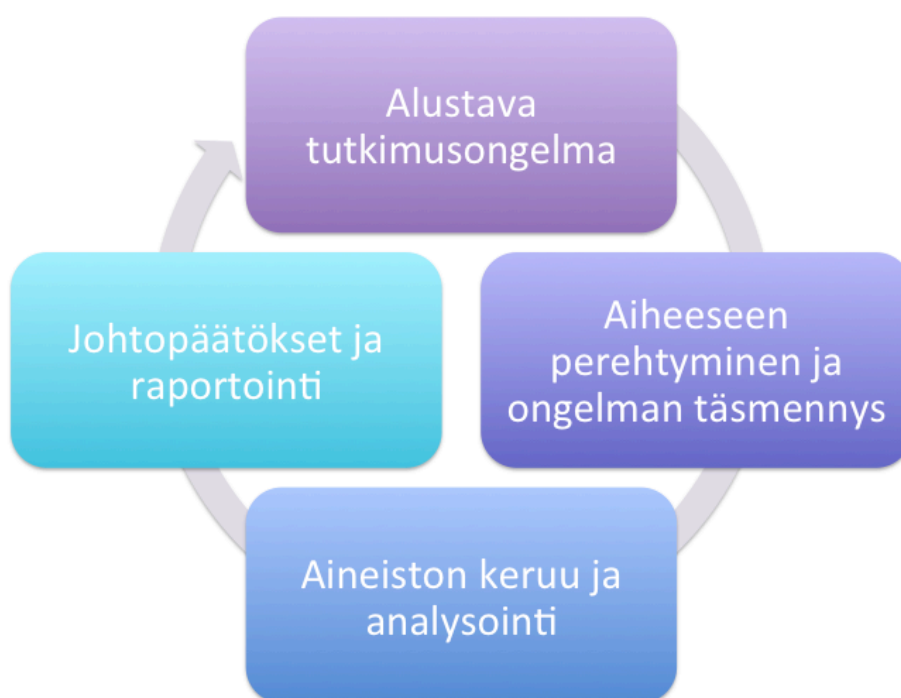 Alustava
tutkimusongelma
Aiheeseen
perehtyminen ja
ongelman täsmennys
Aineiston keruu ja
analysointi
Johtopäätökset ja
raportointi